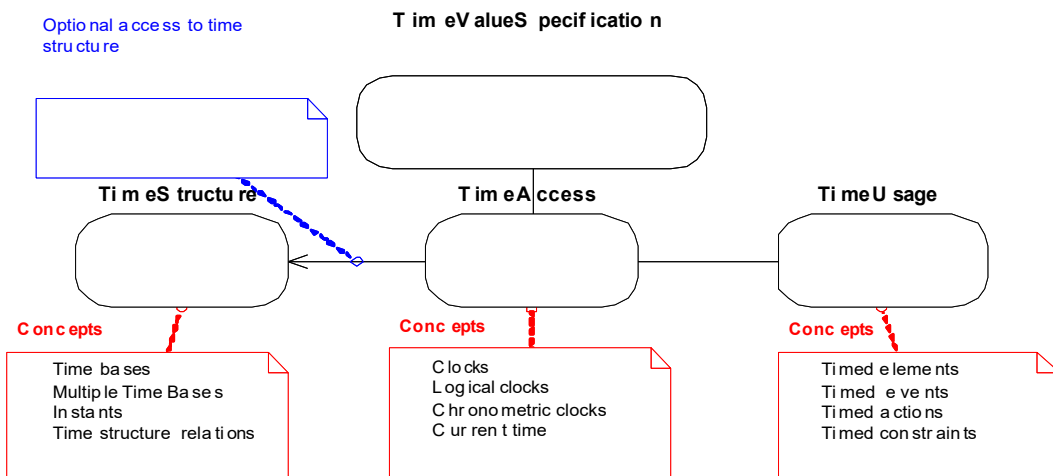 Optional access to time
structure
TimeValueSpecification
TimeStructure
TimeAccess
TimeUsage
Concepts
Time bases
Multiple Time Bases
Instants
Time structure relations
Concepts
Clocks
Logical clocks
Chronometric clocks
Current time
Concepts
Timed elements
Timed events
Timed actions
Timed constraints